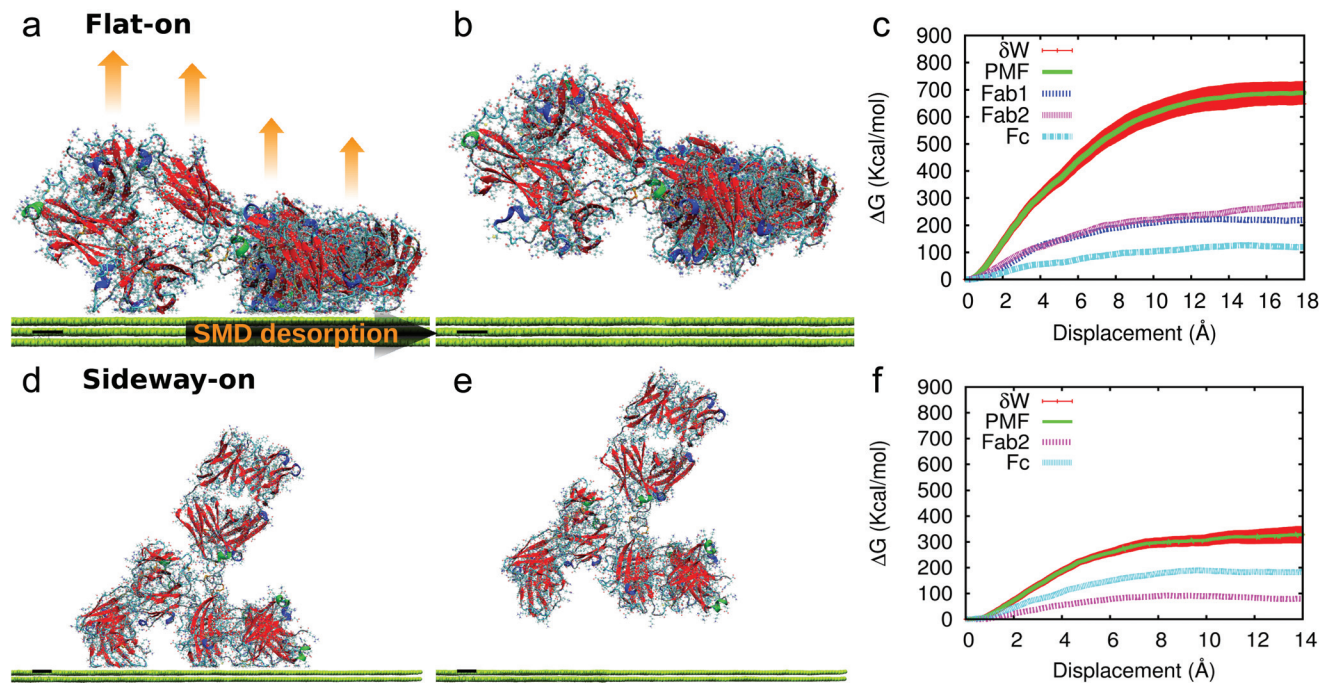 a Flat-on
b
c
ΔG (Kcal/mol)
900
800
700
600
500
400
300
200
100
0
δW
PMF
Fab1
Fab2
Fc
0 2 4 6 8 10 12 14 16 18
Displacement (Å)
SMD desorption
d Sideway-on
e
f
ΔG (Kcal/mol)
900
800
700
600
500
400
300
200
100
0
δW
PMF
Fab2
Fc
0 2 4 6 8 10 12 14
Displacement (Å)